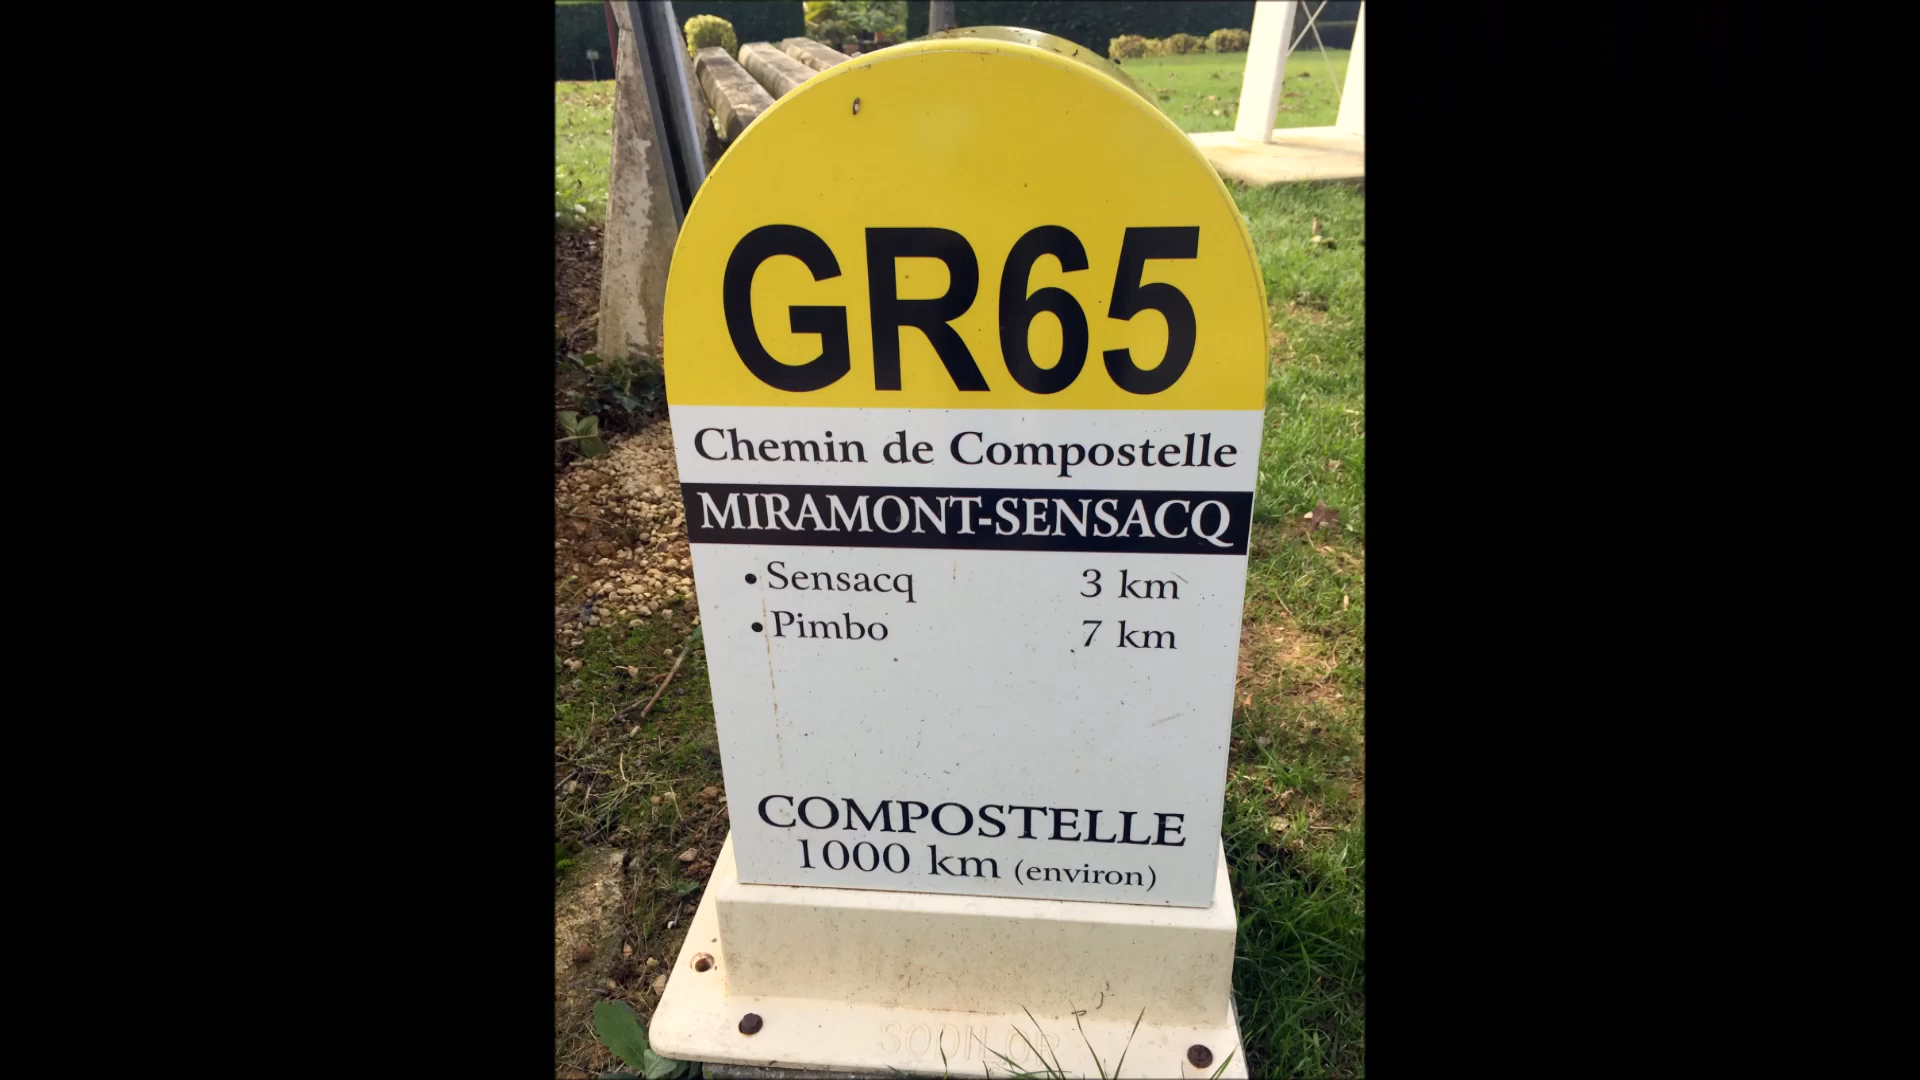 GR65
Chemin de Compostelle
MIRAMONT-SENSACQ
• Sensacq 3 km
• Pimbo 7 km
COMPOSTELLE
1000 km (environ)